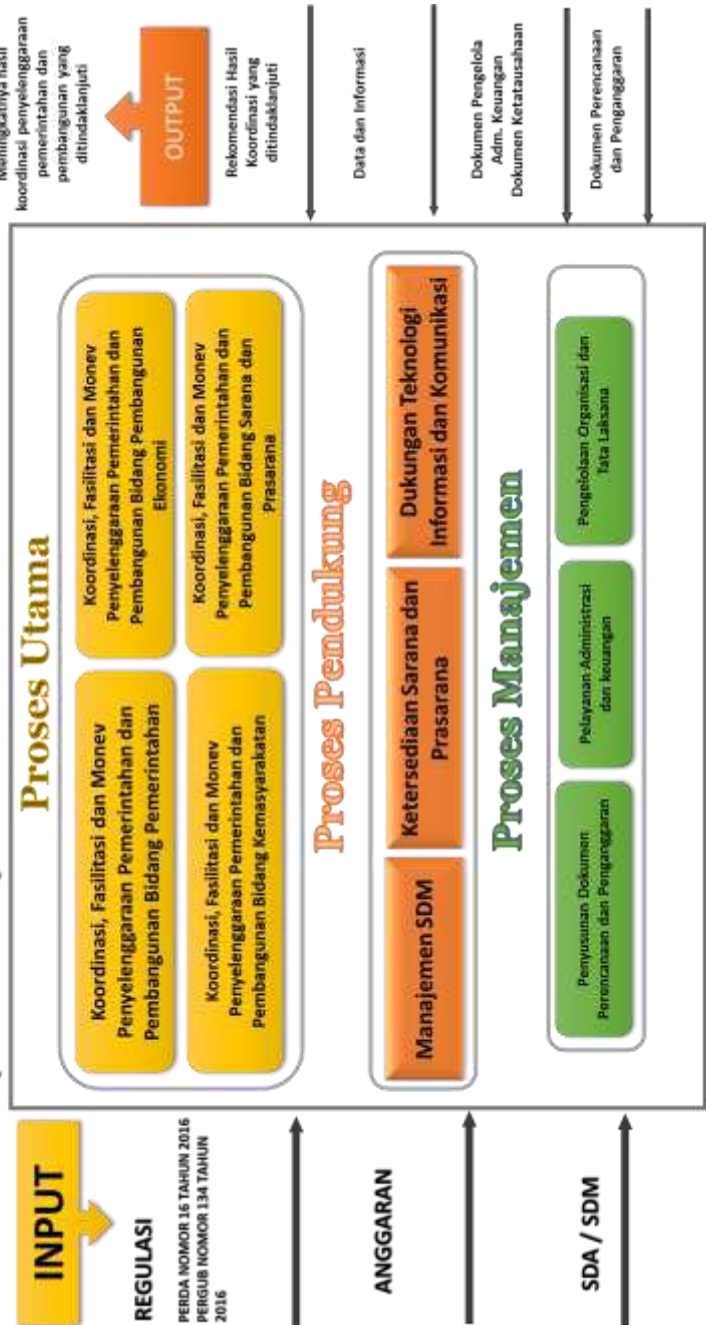 INPUT
REGULASI
PERDA NOMOR 16 TAHUN 2016
PERGUB NOMOR 134 TAHUN
2016
ANGGARAN
SDA / SDM
Proses Utama
Koordinasi, Fasilitasi dan Monev
Penyelenggaraan Pemerintahan dan
Pembangunan Bidang Pemerintahan
Koordinasi, Fasilitasi dan Monev
Penyelenggaraan Pemerintahan dan
Pembangunan Bidang Pembangunan
Ekonomi
Koordinasi, Fasilitasi dan Monev
Penyelenggaraan Pemerintahan dan
Pembangunan Bidang Kemasyarakatan
Koordinasi, Fasilitasi dan Monev
Penyelenggaraan Pemerintahan dan
Pembangunan Bidang Sarana dan
Prasarana
Proses Pendukung
Manajemen SDM
Ketersediaan Sarana dan
Prasarana
Dukungan Teknologi
Informasi dan Komunikasi
Proses Manajemen
Penyusunan Dokumen
Perencanaan dan Penganggaran
Pelayanan Administrasi
dan keuangan
Pengelolaan Organisasi dan
Tata Laksana
Meningkatnya hasil
koordinasi penyelenggaraan
pemerintahan dan
pembangunan yang
ditindaklanjuti
OUTPUT
Rekomendasi Hasil
Koordinasi yang
ditindaklanjuti
Data dan Informasi
Dokumen Pengelola
Adm. Keuangan
Dokumen Ketatausahaan
Dokumen Perencanaan
dan Penganggaran